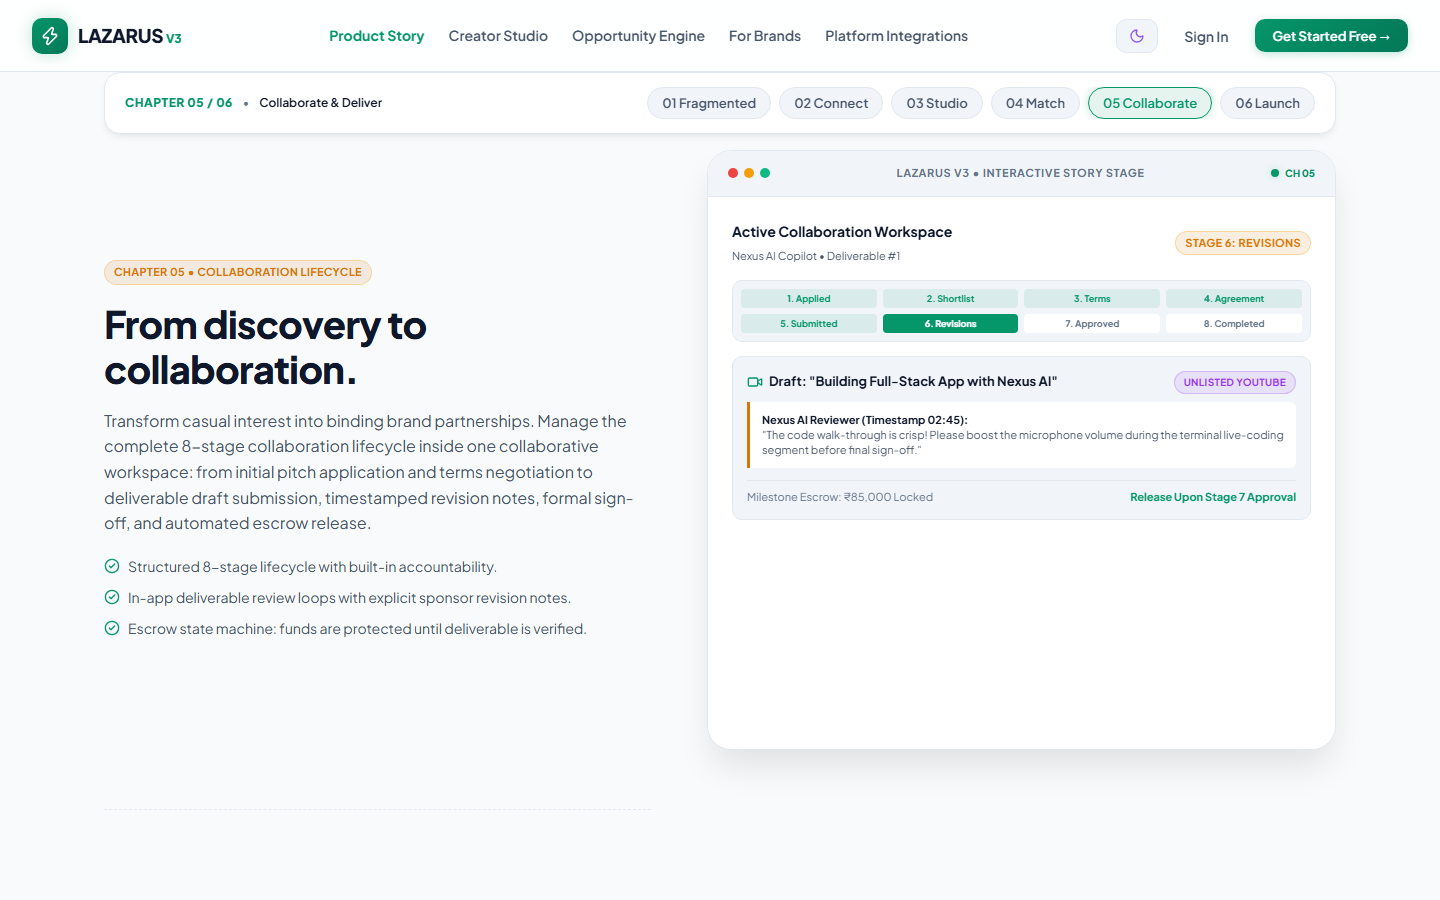 LAZARUS V3
Product Story
Creator Studio
Opportunity Engine
For Brands
Platform Integrations
Sign In
Get Started Free →
CHAPTER 05 / 06 • Collaborate & Deliver
01 Fragmented
02 Connect
03 Studio
04 Match
05 Collaborate
06 Launch
CHAPTER 05 • COLLABORATION LIFECYCLE
From discovery to
collaboration.
Transform casual interest into binding brand partnerships. Manage the
complete 8-stage collaboration lifecycle inside one collaborative
workspace: from initial pitch application and terms negotiation to
deliverable draft submission, timestamped revision notes, formal sign-
off, and automated escrow release.
Structured 8-stage lifecycle with built-in accountability.
In-app deliverable review loops with explicit sponsor revision notes.
Escrow state machine: funds are protected until deliverable is verified.
LAZARUS V3 • INTERACTIVE STORY STAGE
CH 05
Active Collaboration Workspace
Nexus AI Copilot • Deliverable #1
STAGE 6: REVISIONS
1. Applied
2. Shortlist
3. Terms
4. Agreement
5. Submitted
6. Revisions
7. Approved
8. Completed
Draft: "Building Full-Stack App with Nexus AI"
UNLISTED YOUTUBE
Nexus AI Reviewer (Timestamp 02:45):
"The code walk-through is crisp! Please boost the microphone volume during the terminal live-coding
segment before final sign-off."
Milestone Escrow: ₹85,000 Locked
Release Upon Stage 7 Approval